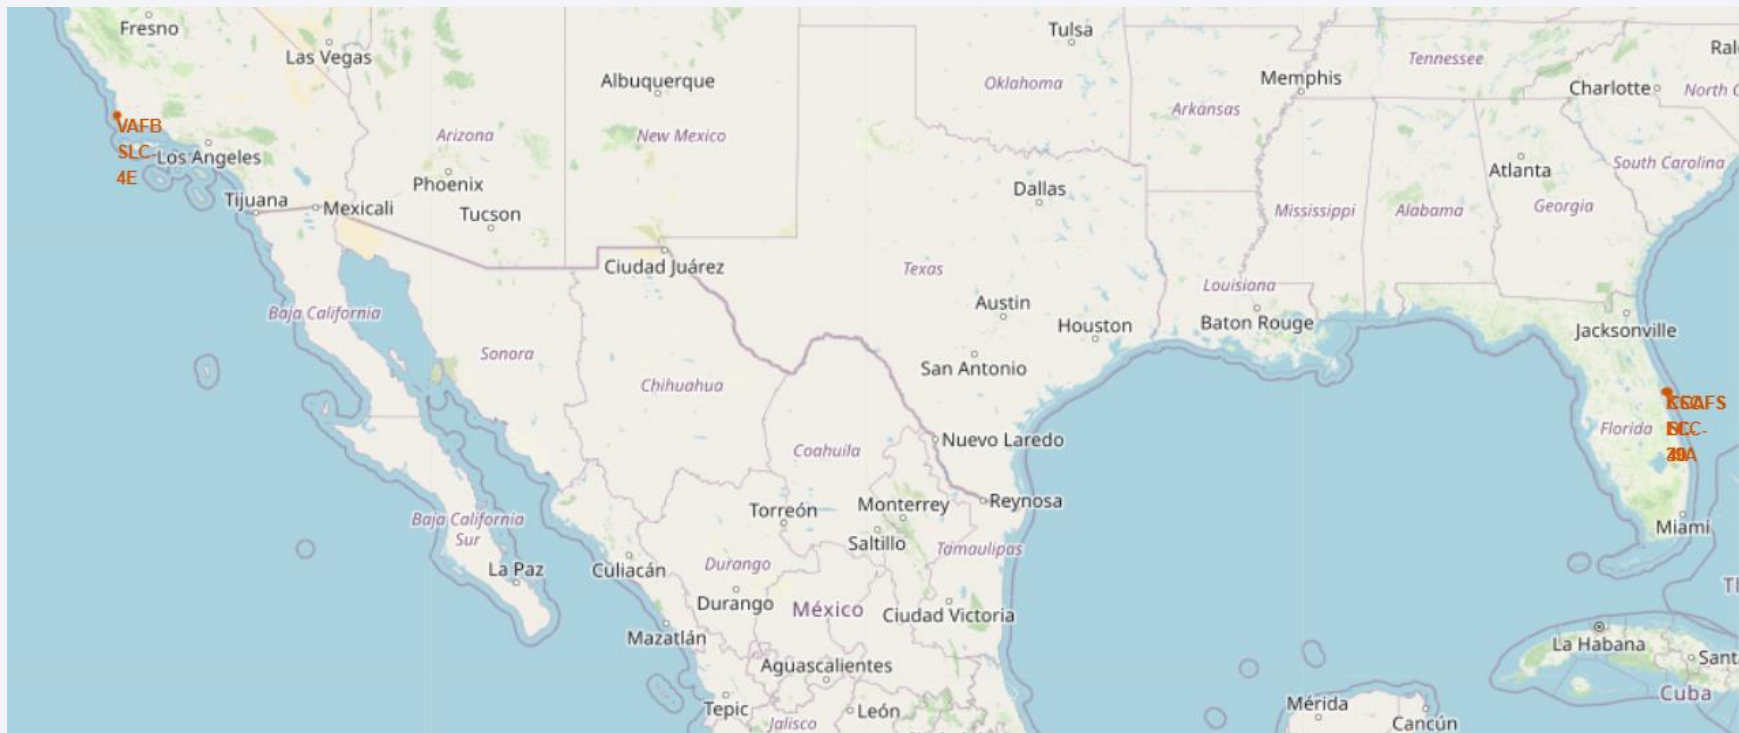 Fresno
Las Vegas
Albuquerque
Tulsa
Oklahoma
Memphis
Tennessee
Charlotte
Ral
North C
Arkansas
VAFB
SLC-
4E
Los Angeles
Arizona
New Mexico
Phoenix
Tucson
Tijuana
Mexicali
Dallas
Atlanta
South Carolina
Mississippi
Alabama
Georgia
Ciudad Juárez
Texas
Louisiana
Baja California
Austin
Houston
Baton Rouge
Jacksonville
Sonora
Chihuahua
San Antonio
Florida
Nuevo Laredo
Coahuila
Reynosa
Baja California
Sur
Torreón
Monterrey
Saltillo
Tamaulipas
Miami
La Paz
Culiacán
Durango
Durango
México
Ciudad Victoria
Mazatlán
La Habana
Sant
Aguascalientes
Cuba
Tepic
León
Jalisco
Mérida
Cancún